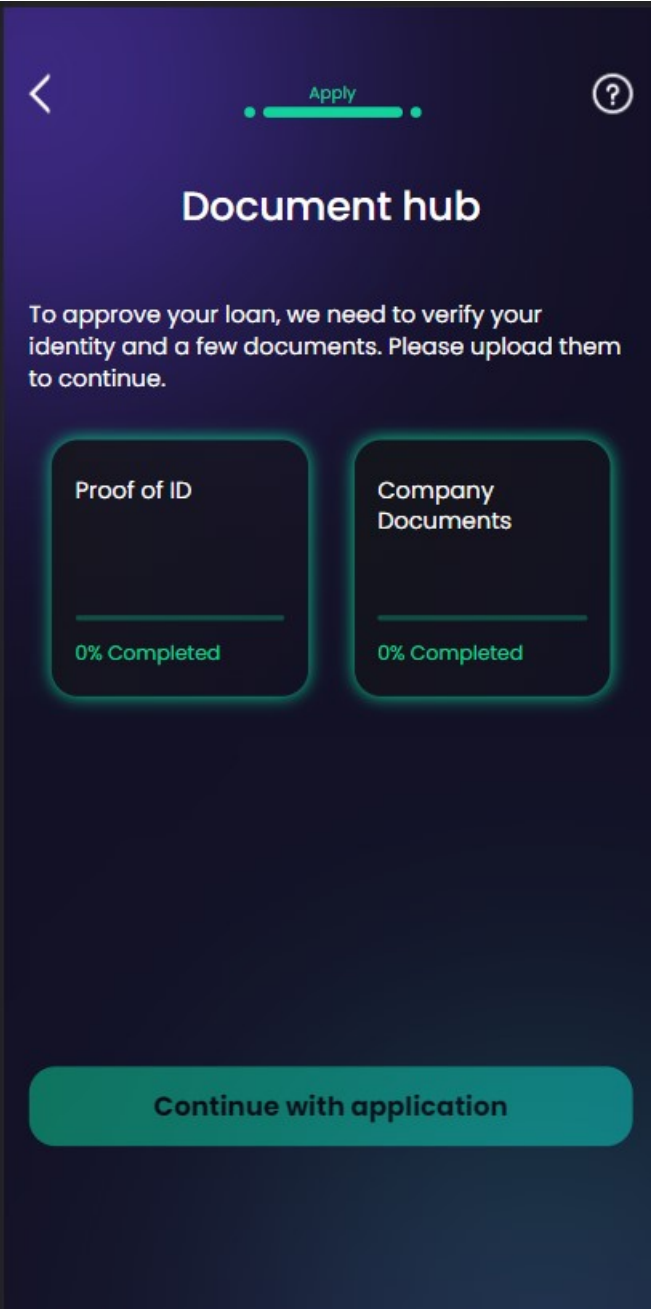 Apply
?
Document hub
To approve your loan, we need to verify your
identity and a few documents. Please upload them
to continue.
Proof of ID
Company
Documents
0% Completed
0% Completed
Continue with application